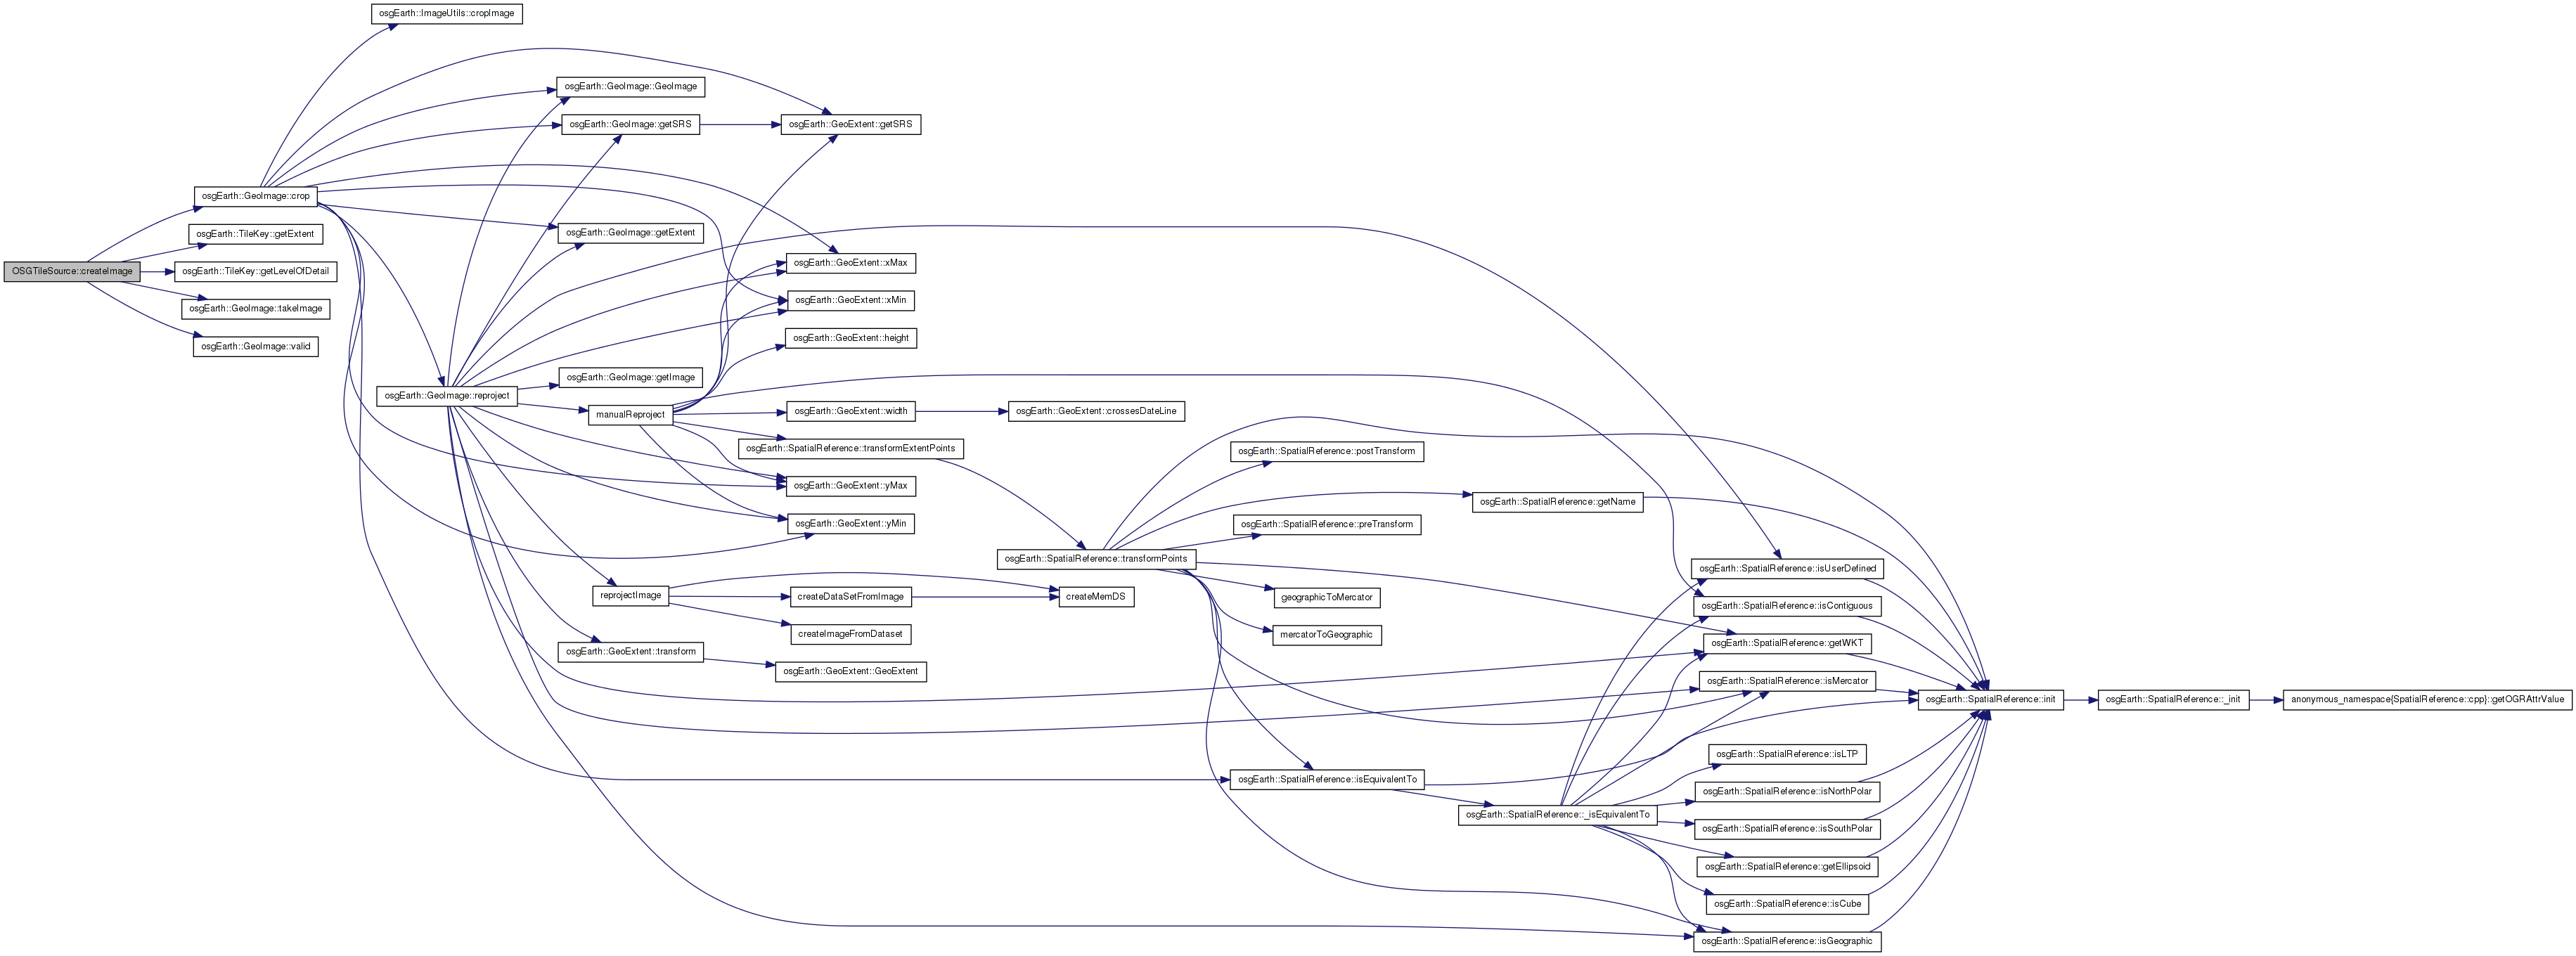 osgEarth::ImageUtils::cropImage
osgEarth::GeoImage::GeoImage
osgEarth::GeoImage::getSRS
osgEarth::GeoExtent::getSRS
osgEarth::GeoImage::crop
osgEarth::TileKey::getExtent
osgEarth::GeoImage::getExtent
OSGTileSource::createImage
osgEarth::TileKey::getLevelOfDetail
osgEarth::GeoExtent::xMax
osgEarth::GeoImage::takeImage
osgEarth::GeoExtent::xMin
osgEarth::GeoImage::valid
osgEarth::GeoExtent::height
osgEarth::GeoImage::reproject
osgEarth::GeoImage::getImage
manualReproject
osgEarth::GeoExtent::width
osgEarth::GeoExtent::crossesDateLine
osgEarth::SpatialReference::transformExtentPoints
osgEarth::SpatialReference::postTransform
osgEarth::GeoExtent::yMax
osgEarth::SpatialReference::getName
osgEarth::GeoExtent::yMin
osgEarth::SpatialReference::preTransform
osgEarth::SpatialReference::transformPoints
osgEarth::SpatialReference::isUserDefined
reprojectImage
createDataSetFromImage
createMemDS
geographicToMercator
osgEarth::SpatialReference::isContiguous
createImageFromDataset
mercatorToGeographic
osgEarth::SpatialReference::getWKT
osgEarth::GeoExtent::transform
osgEarth::GeoExtent::GeoExtent
osgEarth::SpatialReference::isMercator
osgEarth::SpatialReference::init
osgEarth::SpatialReference::_init
anonymous_namespace{SpatialReference::cpp}::getOGRAttrValue
osgEarth::SpatialReference::isLTP
osgEarth::SpatialReference::isEquivalentTo
osgEarth::SpatialReference::isNorthPolar
osgEarth::SpatialReference::_isEquivalentTo
osgEarth::SpatialReference::isSouthPolar
osgEarth::SpatialReference::getEllipsoid
osgEarth::SpatialReference::isCube
osgEarth::SpatialReference::isGeographic